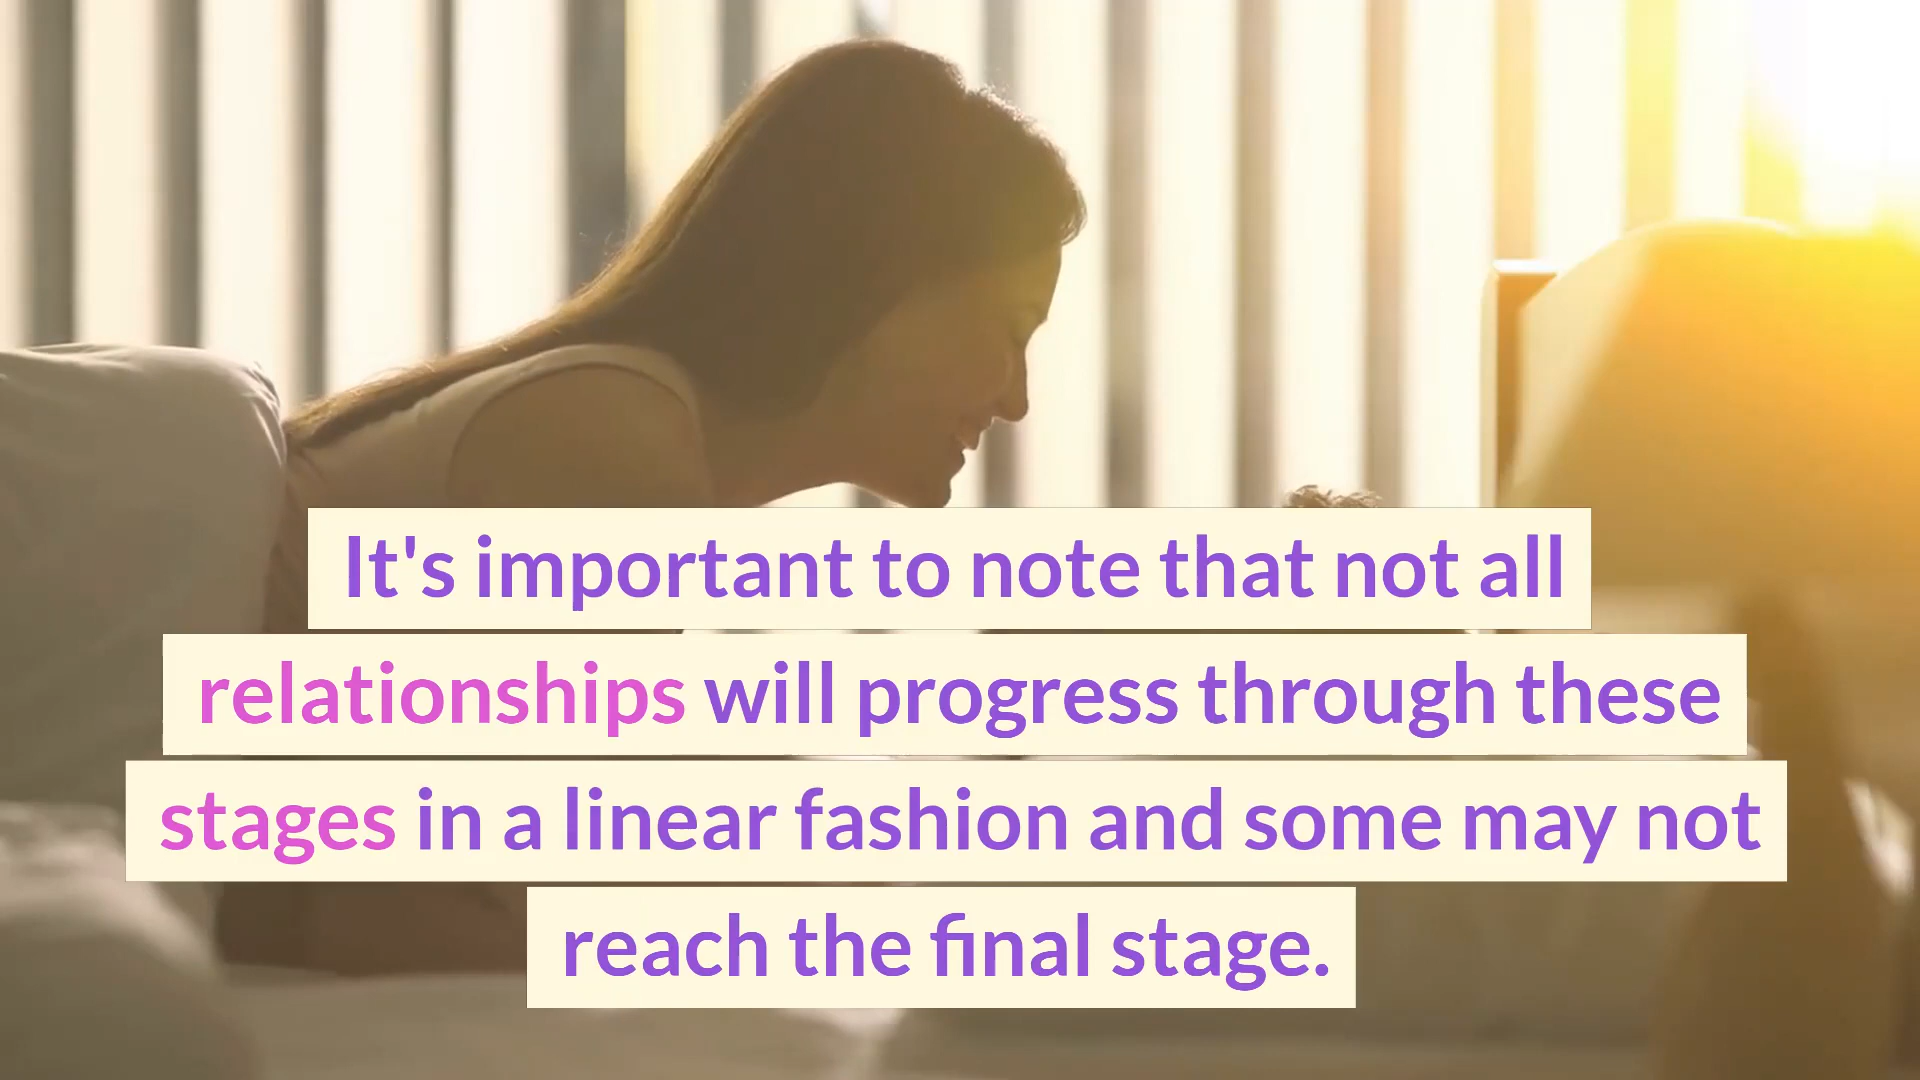 It's important to note that not all
relationships will progress through these
stages in a linear fashion and some may not
reach the final stage.